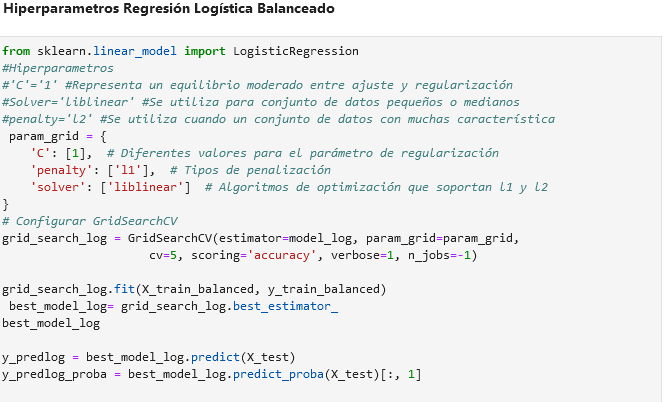 Hiperparametros Regresión Logística Balanceado
from sklearn.linear_model import LogisticRegression
#Hiperparametros
#'C'='1' #Representa un equilibrio moderado entre ajuste y regularización
#Solver='liblinear' #Se utiliza para conjunto de datos pequeños o medianos
#penalty='l2' #Se utiliza cuando un conjunto de datos con muchas característica
 param_grid = {
    'C': [1],  # Diferentes valores para el parámetro de regularización
    'penalty': ['l1'],  # Tipos de penalización
    'solver': ['liblinear']  # Algoritmos de optimización que soportan l1 y l2
}
# Configurar GridSearchCV
grid_search_log = GridSearchCV(estimator=model_log, param_grid=param_grid,
                    cv=5, scoring='accuracy', verbose=1, n_jobs=-1)
grid_search_log.fit(X_train_balanced, y_train_balanced)
 best_model_log= grid_search_log.best_estimator_
best_model_log
y_predlog = best_model_log.predict(X_test)
y_predlog_proba = best_model_log.predict_proba(X_test)[:, 1]